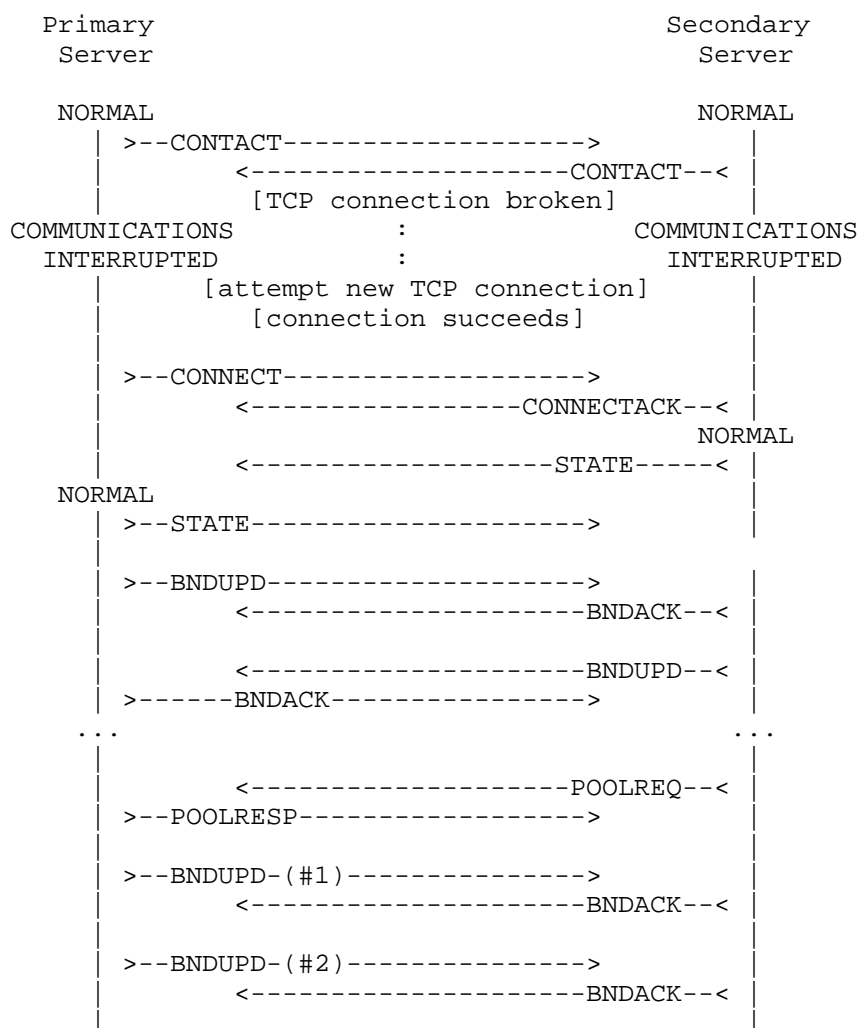 Primary                                Secondary
   Server                                  Server

   NORMAL                                  NORMAL
     | >--CONTACT------------------->         |
     |        <--------------------CONTACT--< |
     |         [TCP connection broken]        |
COMMUNICATIONS          :              COMMUNICATIONS
  INTERRUPTED           :                INTERRUPTED
     |      [attempt new TCP connection]      |
     |         [connection succeeds]          |
     |                                        |
     | >--CONNECT------------------->         |
     |        <-----------------CONNECTACK--< |
     |                                     NORMAL
     |        <-------------------STATE-----< |
   NORMAL                                     |
     | >--STATE--------------------->         |
     |
     | >--BNDUPD-------------------->         |
     |        <---------------------BNDACK--< |
     |                                        |
     |        <---------------------BNDUPD--< |
     | >------BNDACK---------------->         |
    ...                                      ...
     |                                        |
     |        <--------------------POOLREQ--< |
     | >--POOLRESP------------------>         |
     |                                        |
     | >--BNDUPD-(#1)--------------->         |
     |        <---------------------BNDACK--< |
     |                                        |
     | >--BNDUPD-(#2)--------------->         |
     |        <---------------------BNDACK--< |
     |                                        |